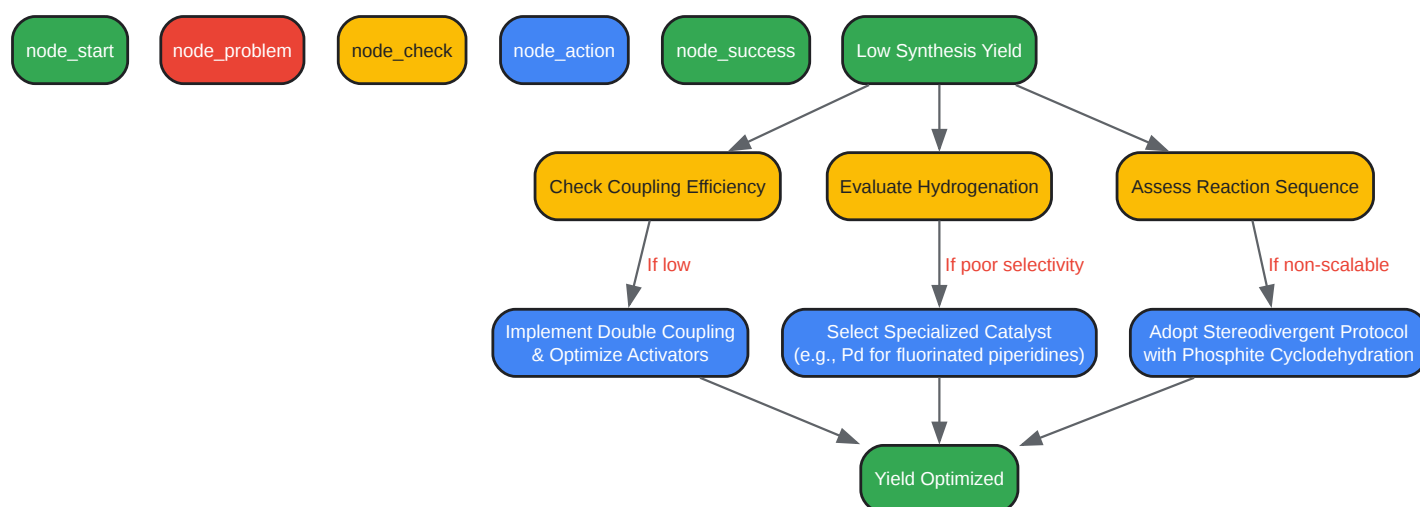 node_start
node_problem
node_check
node_action
node_success
Low Synthesis Yield
Check Coupling Efficiency
Evaluate Hydrogenation
Assess Reaction Sequence
If low
If poor selectivity
If non-scalable
Implement Double Coupling
& Optimize Activators
Select Specialized Catalyst
(e.g., Pd for fluorinated piperidines)
Adopt Stereodivergent Protocol
with Phosphite Cyclodehydration
Yield Optimized